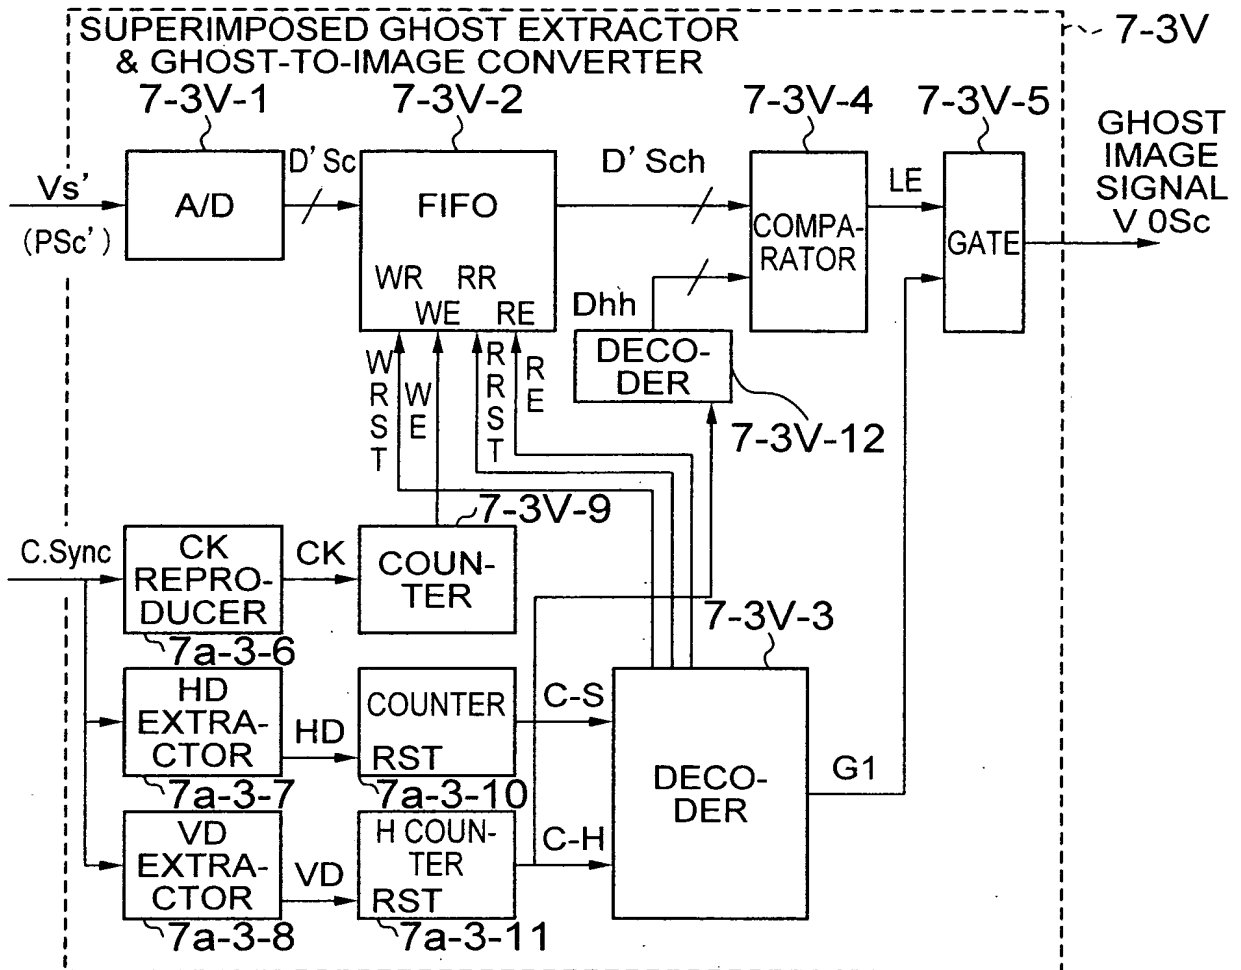 SUPERIMPOSED GHOST EXTRACTOR
& GHOST-TO-IMAGE CONVERTER
7-3V
7-3V-1
7-3V-2
7-3V-4
7-3V-5
GHOST
IMAGE
SIGNAL
V 0Sc
Vs'
(PSc')
A/D
D' Sc
FIFO
WR
RR
WE
RE
D' Sch
COMPA-
RATOR
LE
GATE
Dhh
DECO-
DER
7-3V-12
WRST
WE
RRST
RE
7-3V-9
C.Sync
CK
REPRO-
DUCER
CK
COUN-
TER
7a-3-6
7-3V-3
HD
EXTRA-
CTOR
HD
COUNTER
RST
C-S
7a-3-7
7a-3-10
DECO-
DER
G1
VD
EXTRA-
CTOR
VD
H COUN-
TER
RST
C-H
7a-3-8
7a-3-11